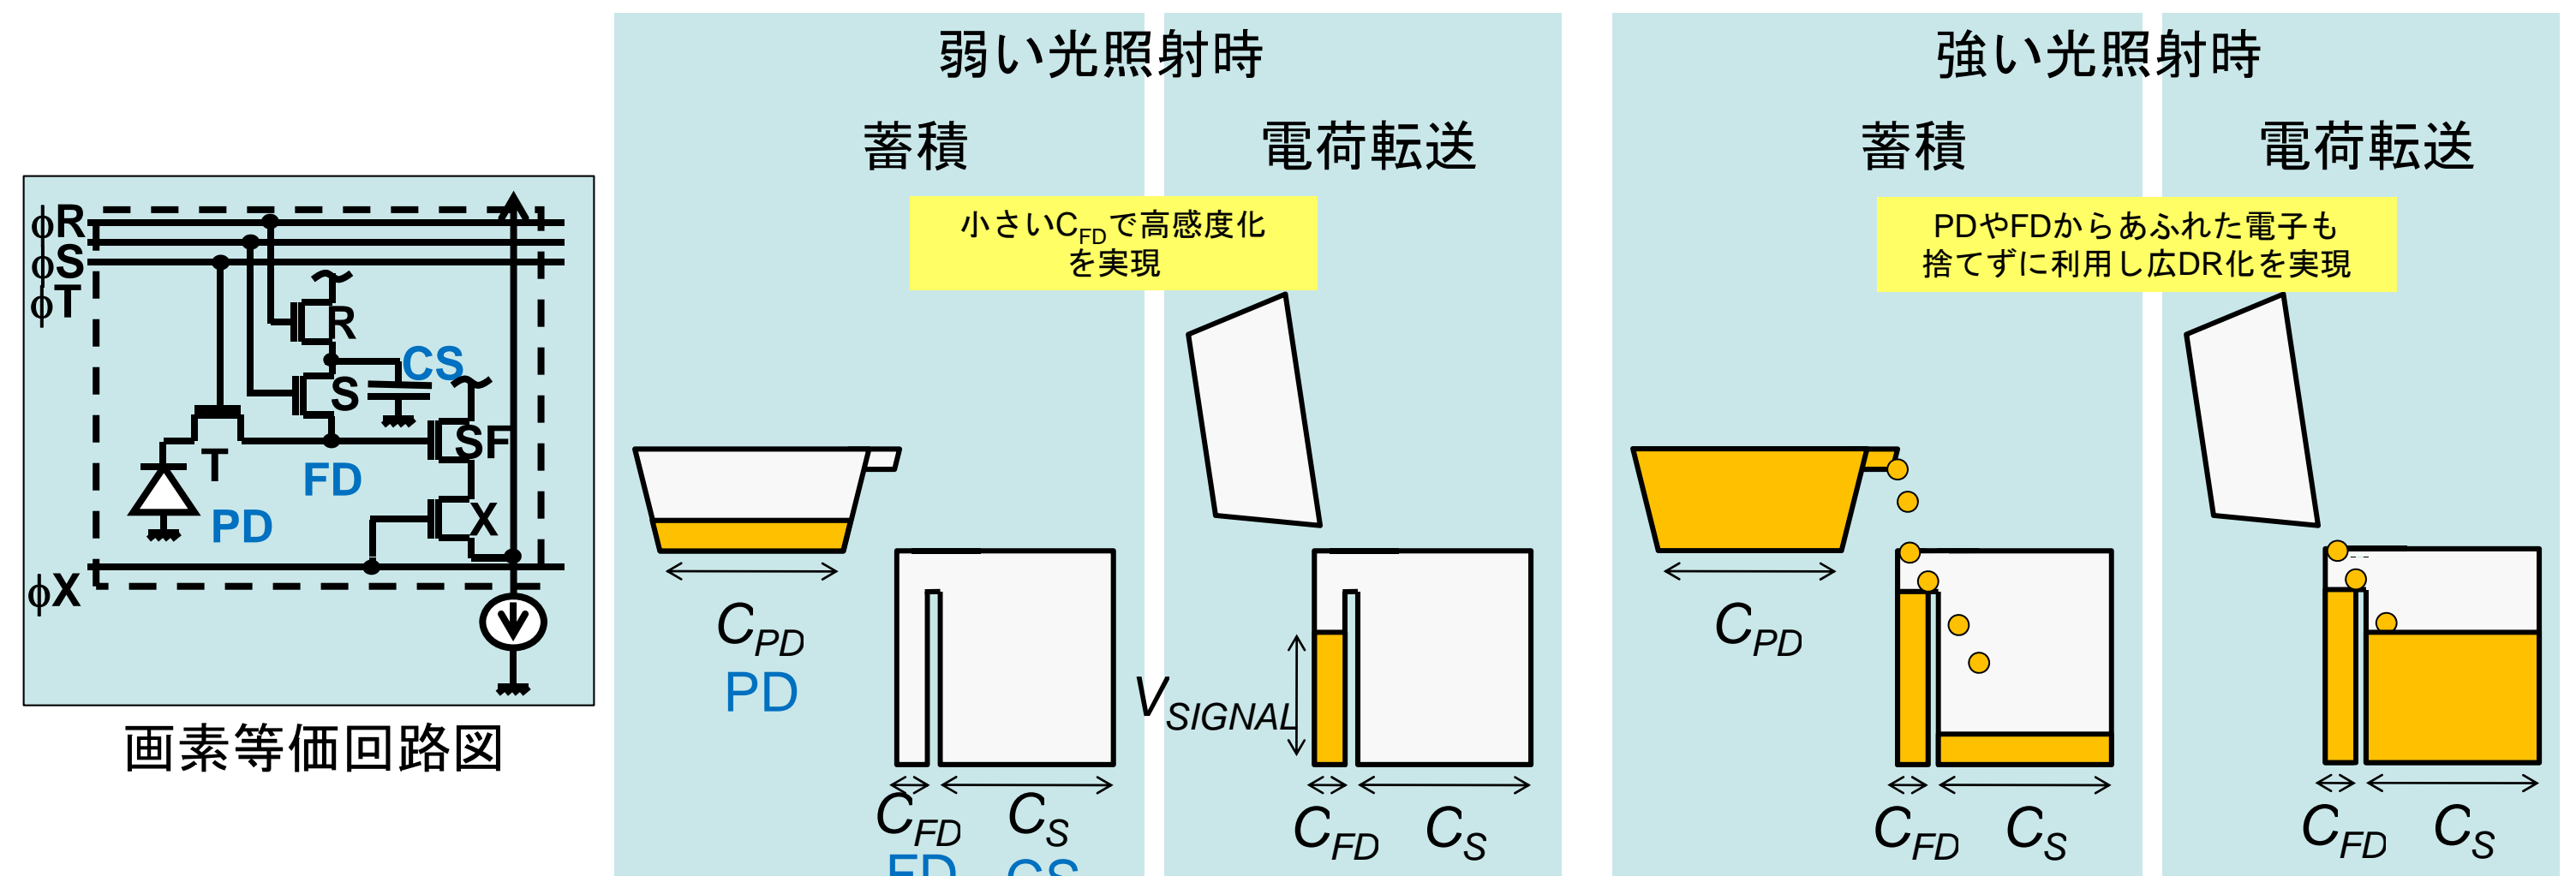 ϕR
ϕS
ϕT
R
CS
S
SF
T
FD
PD
X
ϕX
画素等価回路図
弱い光照射時
蓄積
電荷転送
小さいCFDで高感度化
を実現
CPD
PD
VSIGNAL
CFD
CS
FD
CS
CFD
CS
強い光照射時
蓄積
電荷転送
PDやFDからあふれた電子も
捨てずに利用し広DR化を実現
CPD
CFD
CS
CFD
CS